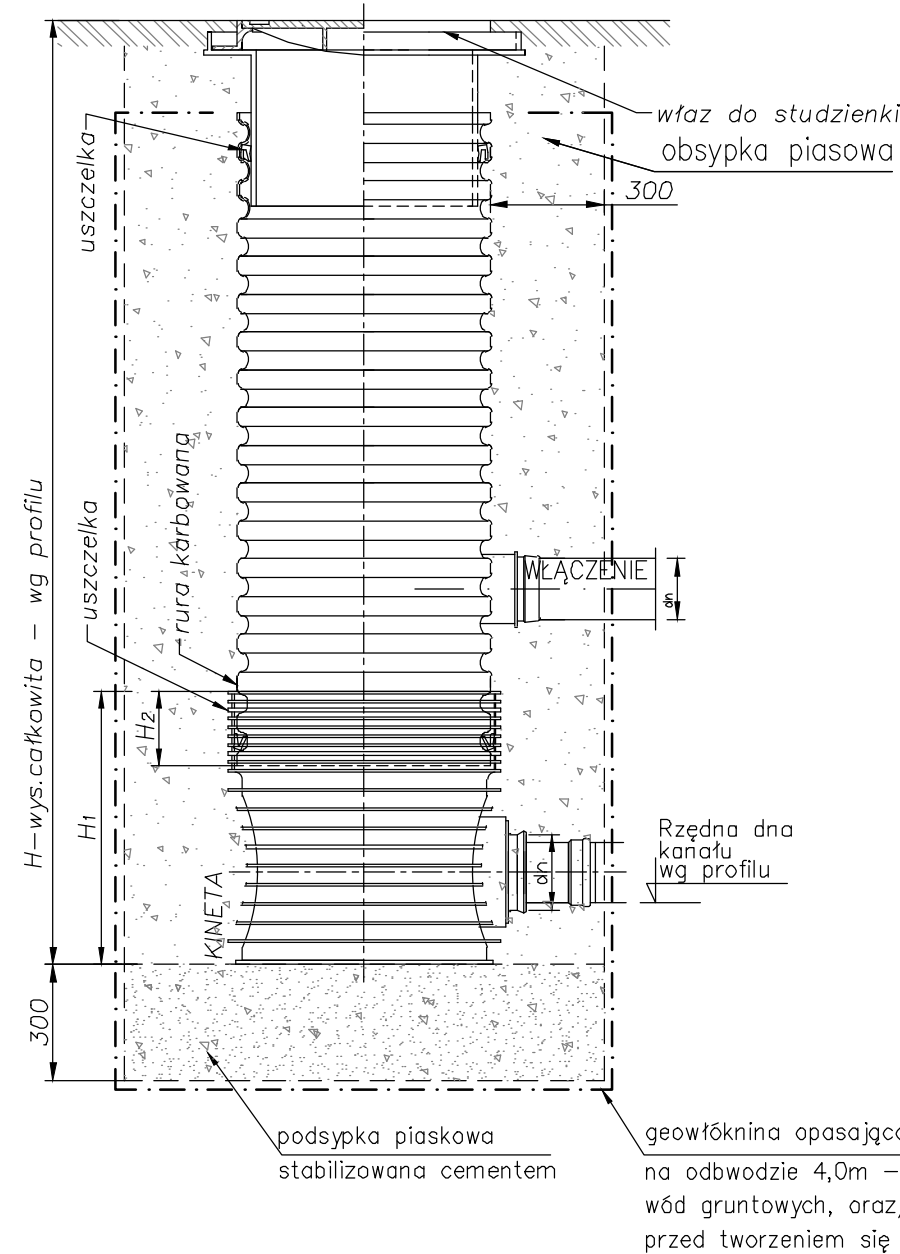 właz do studzienki
obsypka piasowa
300
uszczelka
H-wys.całkowita - wg profilu
rura karbowana
uszczelka
WŁĄCZENIE
dn
H2
H1
Rzędna dna
kanału
wg profilu
dn
KINETA
300
podsypka piaskowa
stabilizowana cementem
geowłóknina opasająca
na odbwodzie 4,0m –
wód gruntowych, oraz
przed tworzeniem się